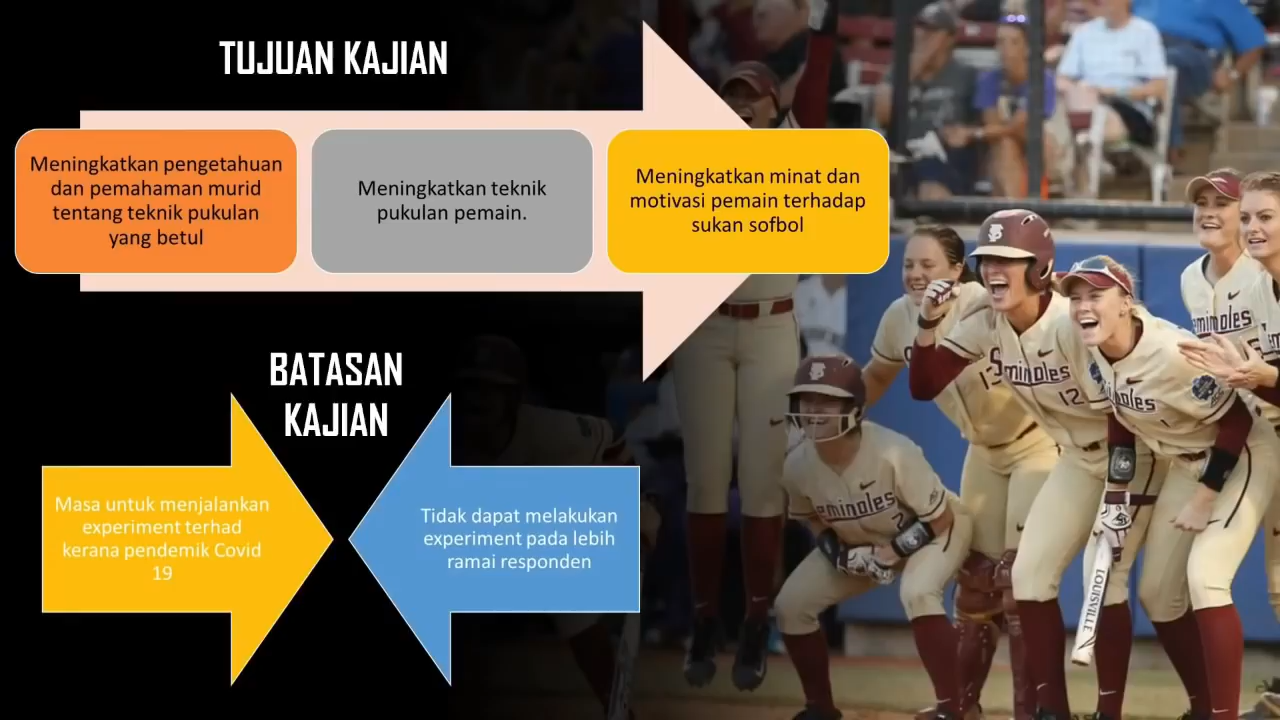 TUJUAN KAJIAN
Meningkatkan pengetahuan
dan pemahaman murid
tentang teknik pukulan
yang betul
Meningkatkan teknik
pukulan pemain.
Meningkatkan minat dan
motivasi pemain terhadap
sukan sofbol
BATASAN
KAJIAN
Masa untuk menjalankan
experiment terhad
kerana pendemik Covid
19
Tidak dapat melakukan
experiment pada lebih
ramai responden
Seminoles
12
eminoles
2
LOUISVILLE